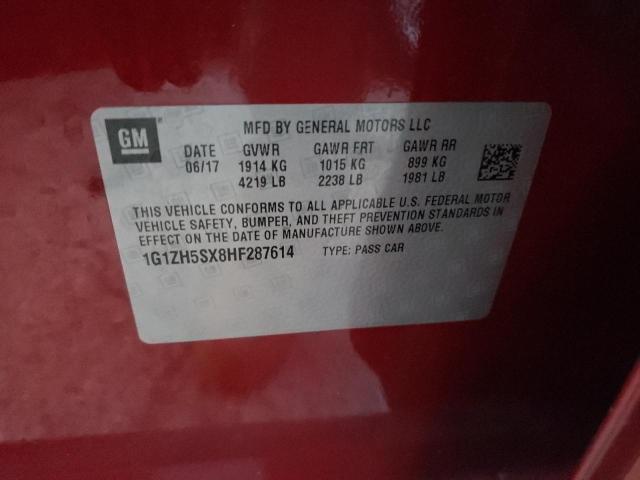 GM
MFD BY GENERAL MOTORS LLC
DATE GVWR GAWR FRT GAWR RR
06/17 1914 KG 1015 KG 899 KG
4219 LB 2238 LB 1981 LB
THIS VEHICLE CONFORMS TO ALL APPLICABLE U.S. FEDERAL MOTOR
VEHICLE SAFETY, BUMPER, AND THEFT PREVENTION STANDARDS IN
EFFECT ON THE DATE OF MANUFACTURE SHOWN ABOVE.
1G1ZH5SX8HF287614 TYPE: PASS CAR